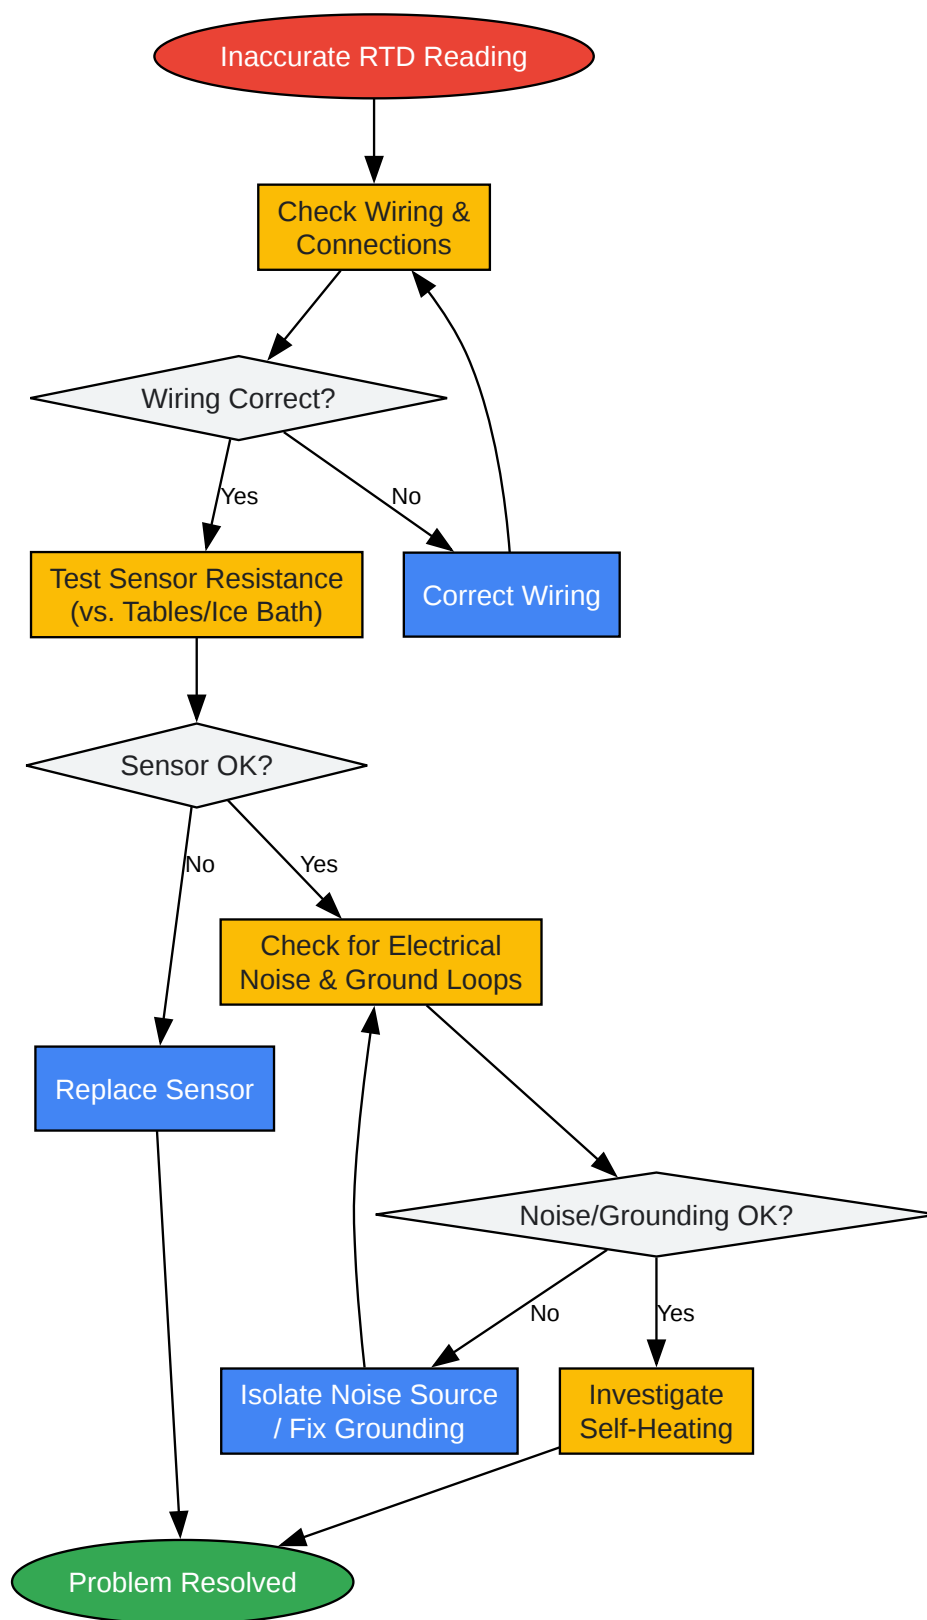 Inaccurate RTD Reading
Check Wiring &
Connections
Wiring Correct?
Yes
No
Test Sensor Resistance
(vs. Tables/Ice Bath)
Correct Wiring
Sensor OK?
No
Yes
Check for Electrical
Noise & Ground Loops
Replace Sensor
Noise/Grounding OK?
No
Yes
Isolate Noise Source
/ Fix Grounding
Investigate
Self-Heating
Problem Resolved